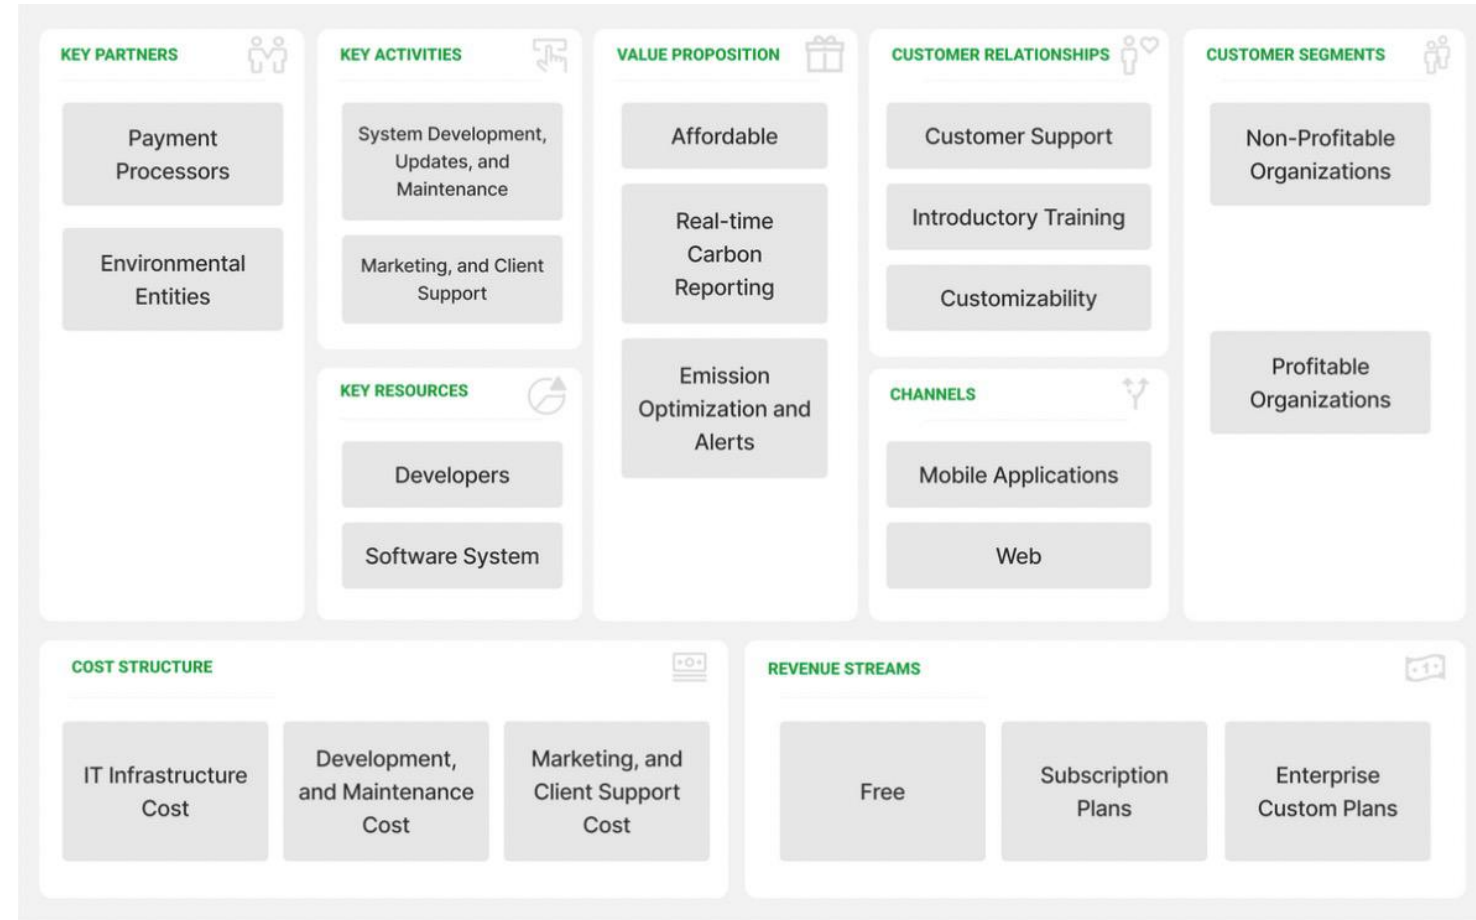 KEY PARTNERS
Payment
Processors
Environmental
Entities
KEY ACTIVITIES
System Development,
Updates, and
Maintenance
Marketing, and Client
Support
KEY RESOURCES
Developers
Software System
VALUE PROPOSITION
Affordable
Real-time
Carbon
Reporting
Emission
Optimization and
Alerts
CUSTOMER RELATIONSHIPS
Customer Support
Introductory Training
Customizability
CHANNELS
Mobile Applications
Web
CUSTOMER SEGMENTS
Non-Profitable
Organizations
Profitable
Organizations
COST STRUCTURE
IT Infrastructure
Cost
Development,
and Maintenance
Cost
Marketing, and
Client Support
Cost
REVENUE STREAMS
Free
Subscription
Plans
Enterprise
Custom Plans